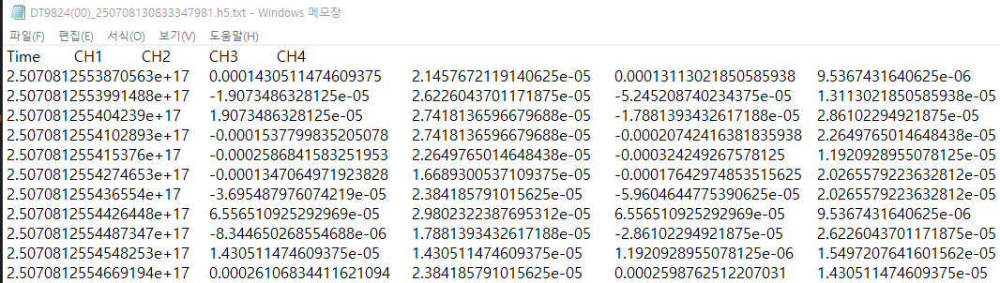 DT9824(00)_250708130833347981.h5.txt - Windows 메모장
파일(F) 편집(E) 서식(O) 보기(V) 도움말(H)
Time CH1 CH2 CH3 CH4
2.5070812553870563e+17 0.0001430511474609375 2.1457672119140625e-05 0.00013113021850585938 9.5367431640625e-06
2.5070812553991488e+17 -1.9073486328125e-05 2.6226043701171875e-05 -5.245208740234375e-05 1.3113021850585938e-05
2.507081255404239e+17 1.9073486328125e-05 2.7418136596679688e-05 -1.7881393432617188e-05 2.86102294921875e-05
2.5070812554102893e+17 -0.0001537799835205078 2.7418136596679688e-05 -0.00020742416381835938 2.2649765014648438e-05
2.507081255415376e+17 -0.0002586841583251953 2.2649765014648438e-05 -0.000324249267578125 1.1920928955078125e-05
2.5070812554274653e+17 -0.0001347064971923828 1.6689300537109375e-05 -0.00017642974853515625 2.0265579223632812e-05
2.507081255436554e+17 -3.695487976074219e-05 2.384185791015625e-05 -5.9604644775390625e-05 2.0265579223632812e-05
2.5070812554426448e+17 6.556510925292969e-05 2.9802322387695312e-05 6.556510925292969e-05 9.5367431640625e-06
2.5070812554487347e+17 -8.344650268554688e-06 1.7881393432617188e-05 -2.86102294921875e-05 2.6226043701171875e-05
2.5070812554548253e+17 1.430511474609375e-05 1.430511474609375e-05 1.1920928955078125e-06 1.5497207641601562e-05
2.5070812554669194e+17 0.00026106834411621094 2.384185791015625e-05 0.0002598762512207031 1.430511474609375e-05